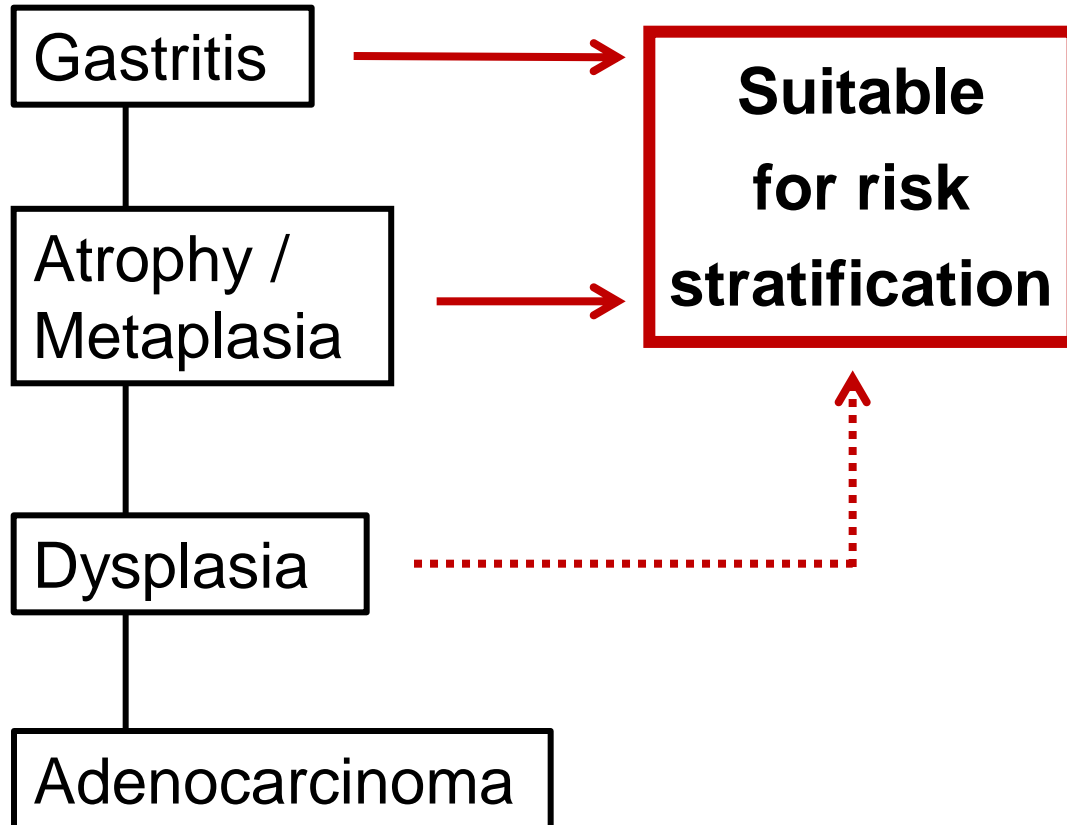 Gastritis
Suitable
for risk
stratification
Atrophy /
Metaplasia
Dysplasia
Adenocarcinoma